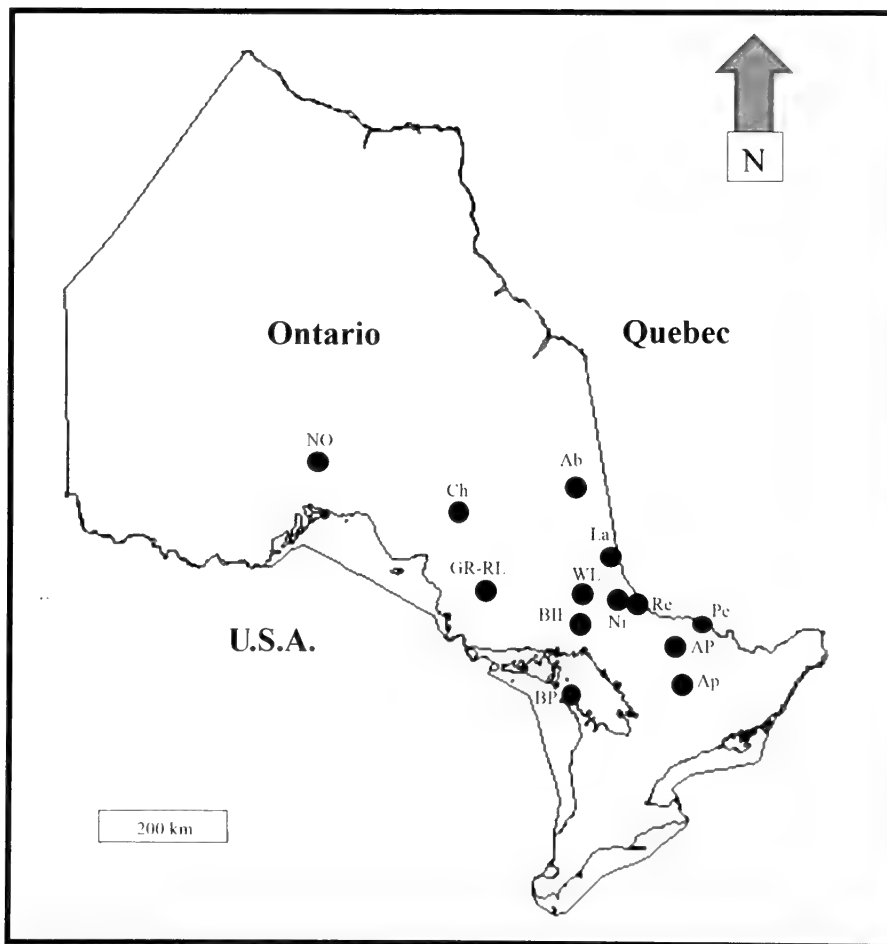 N
Ontario
Quebec
NO
Ab
Ch
La
GR-RL
WL
Re
Pe
BH
Ni
U.S.A.
AP
Ap
BP
200 km